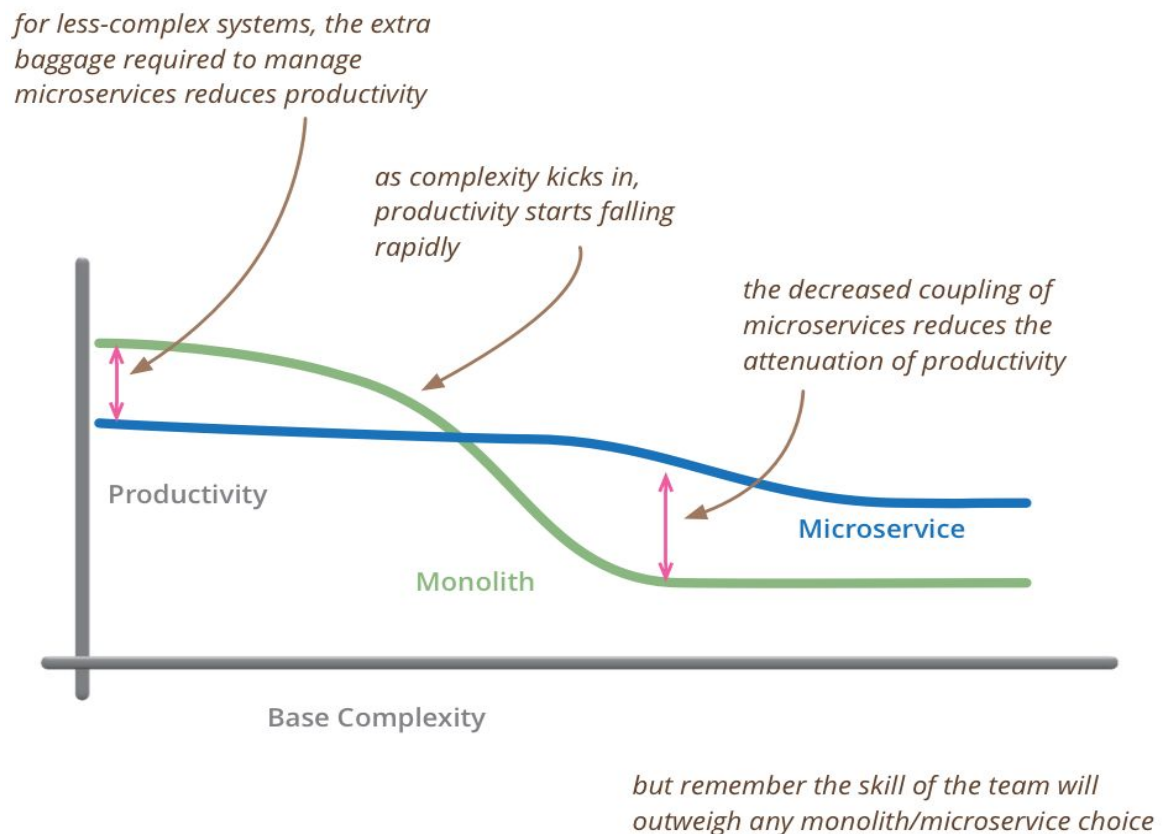 for less-complex systems, the extra
baggage required to manage
microservices reduces productivity
as complexity kicks in,
productivity starts falling
rapidly
the decreased coupling of
microservices reduces the
attenuation of productivity
Productivity
Microservice
Monolith
Base Complexity
but remember the skill of the team will
outweigh any monolith/microservice choice